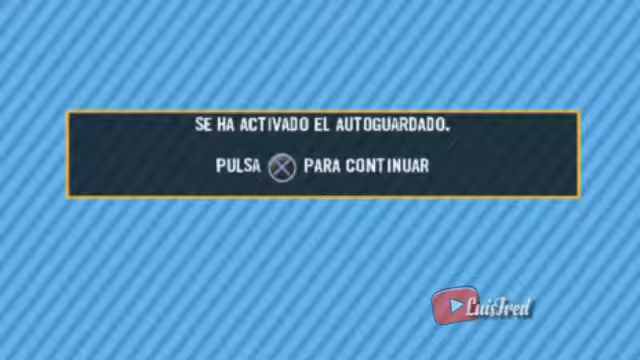 SE HA ACTIVADO EL AUTOGUARDADO.
PULSA PARA CONTINUAR
LuisFred